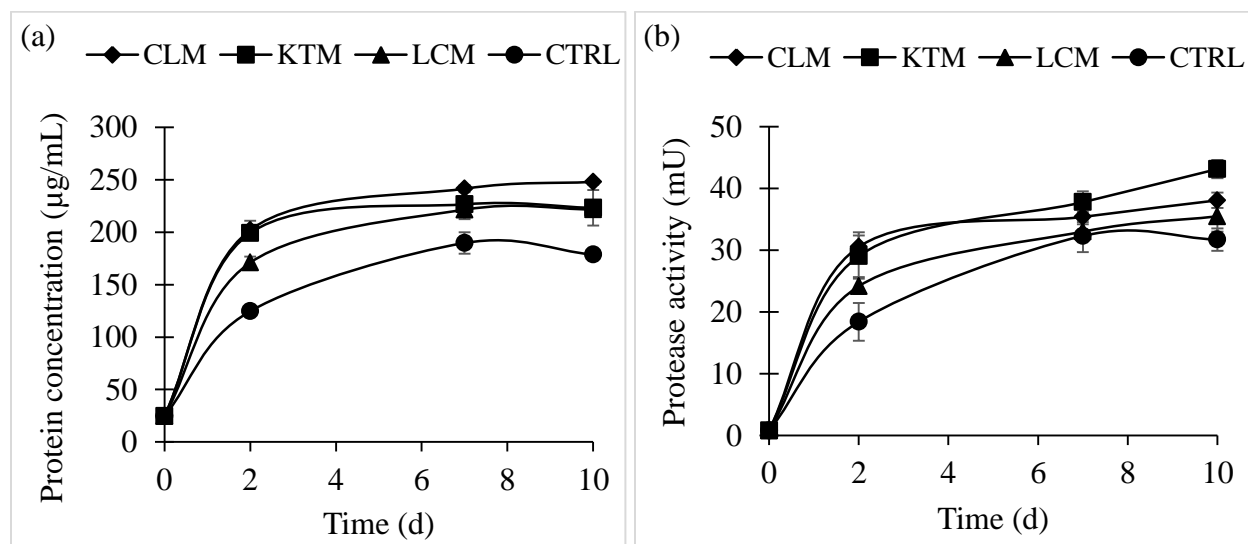 (a)
CLM KTM LCM CTRL
Protein concentration (µg/mL)
300
250
200
150
100
50
0
0 2 4 6 8 10
Time (d)
(b)
CLM KTM LCM CTRL
Protease activity (mU)
50
40
30
20
10
0
0 2 4 6 8 10
Time (d)